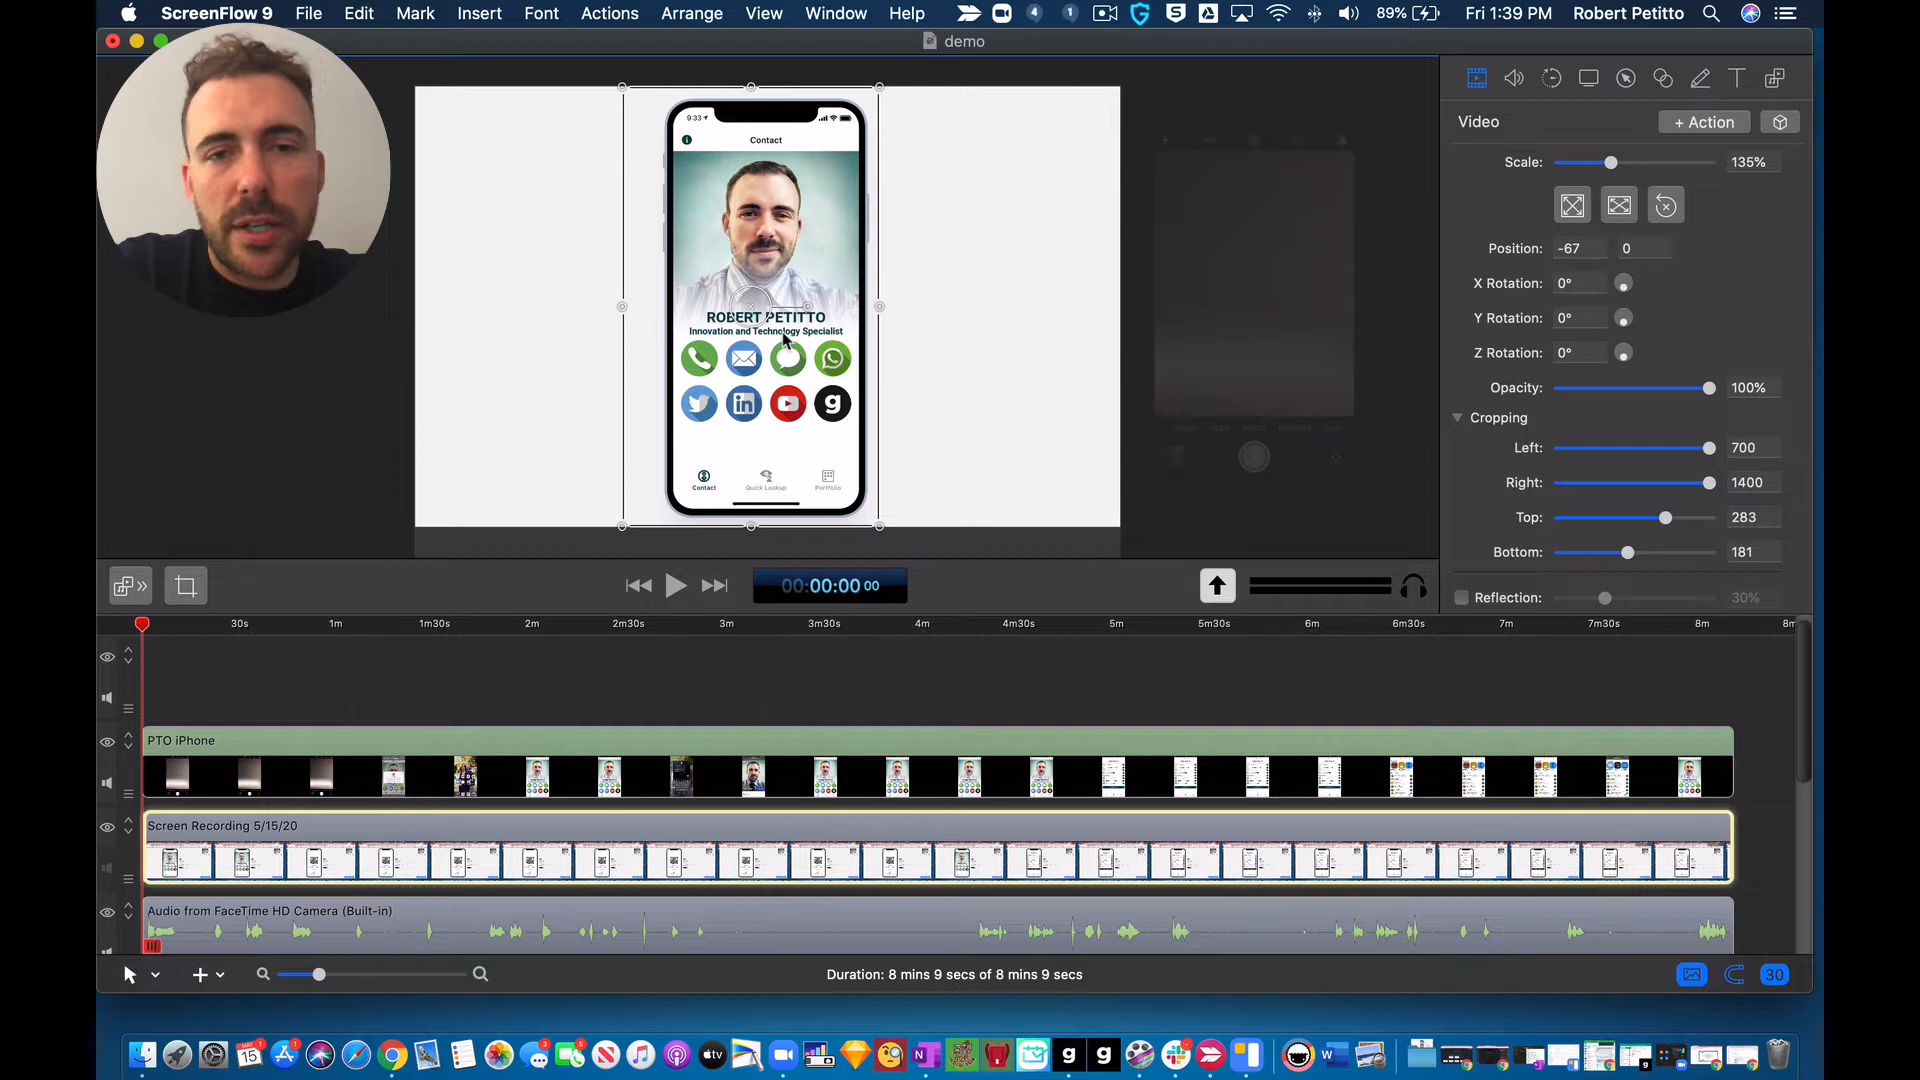 ScreenFlow 9 File Edit Mark Insert Font Actions Arrange View Window Help 4 1 89% Fri 1:39 PM Robert Petitto
demo
9:33
Contact
ROBERT PETITTO
Innovation and Technology Specialist
Contact Quick Lookup Portfolio
Video + Action
Scale: 135%
Position: -67 0
X Rotation: 0°
Y Rotation: 0°
Z Rotation: 0°
Opacity: 100%
Cropping
Left: 700
Right: 1400
Top: 283
Bottom: 181
Reflection: 30%
00:00:00 00
30s 1m 1m30s 2m 2m30s 3m 3m30s 4m 4m30s 5m 5m30s 6m 6m30s 7m 7m30s 8m 8m
PTO iPhone
Screen Recording 5/15/20
Audio from FaceTime HD Camera (Built-in)
Duration: 8 mins 9 secs of 8 mins 9 secs
30